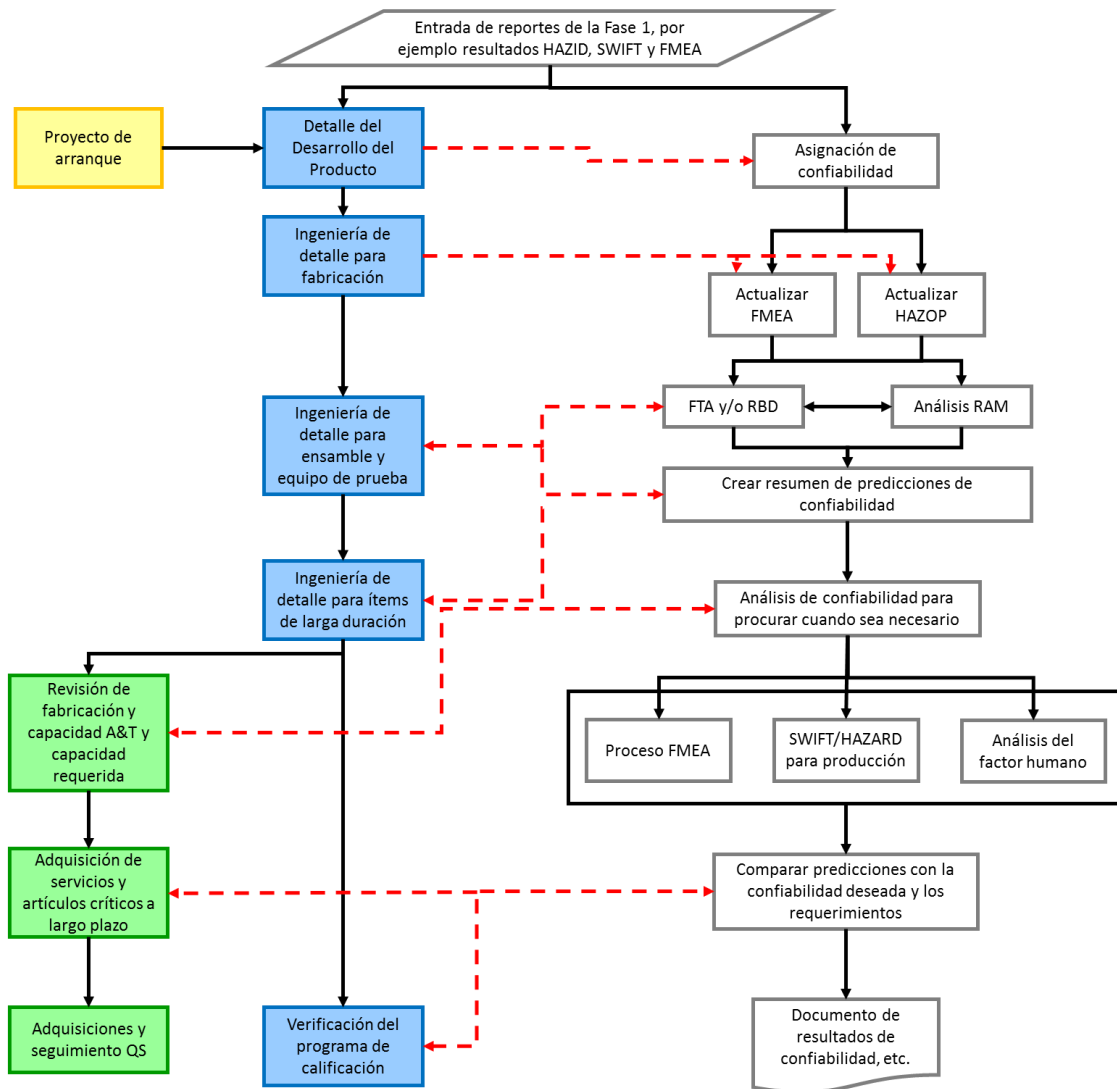 Entrada de reportes de la Fase 1, por
ejemplo resultados HAZID, SWIFT y FMEA
Proyecto de
arranque
Detalle del
Desarrollo del
Producto
Asignación de
confiabilidad
Ingeniería de
detalle para
fabricación
Actualizar
FMEA
Actualizar
HAZOP
Ingeniería de
detalle para
ensamble y
equipo de prueba
FTA y/o RBD
Análisis RAM
Crear resumen de predicciones de
confiabilidad
Ingeniería de
detalle para ítems
de larga duración
Análisis de confiabilidad para
procurar cuando sea necesario
Revisión de
fabricación y
capacidad A&T y
capacidad
requerida
Proceso FMEA
SWIFT/HAZARD
para producción
Análisis del
factor humano
Adquisición de
servicios y
artículos críticos a
largo plazo
Comparar predicciones con la
confiabilidad deseada y los
requerimientos
Adquisiciones y
seguimiento QS
Verificación del
programa de
calificación
Documento de
resultados de
confiabilidad, etc.